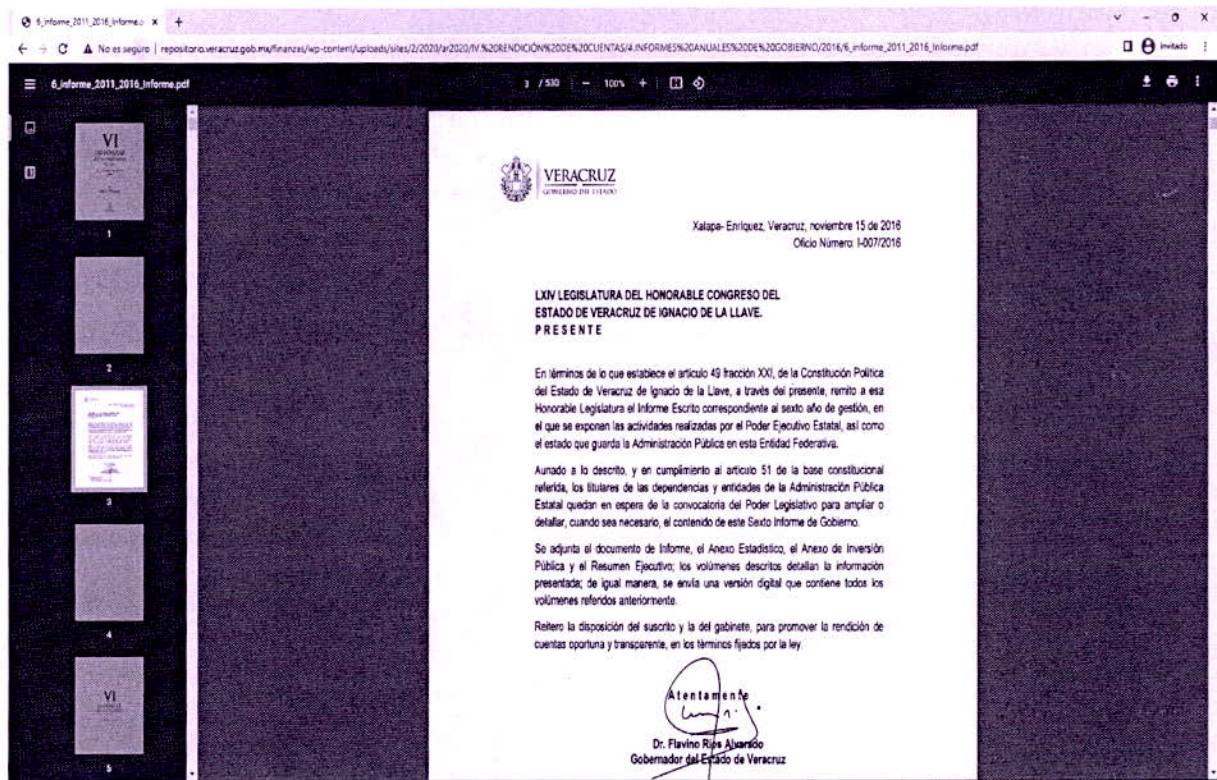 6_informe_2011_2016_Informe.p x +
No es seguro | repositorio.veracruz.gob.mx/finanzas/wp-content/uploads/sites/2/2020/ar2020/IV.%20RENDICIÓN%20DE%20CUENTAS/4.INFORMES%20ANUALES%20DE%20GOBIERNO/2016/6_informe_2011_2016_Informe.pdf
Invitado
6_informe_2011_2016_Informe.pdf
3 / 530 - 100% +
VI
1
2
3
4
VI
5
VERACRUZ
GOBIERNO DEL ESTADO
Xalapa- Enríquez, Veracruz, noviembre 15 de 2016
Oficio Número: I-007/2016
LXIV LEGISLATURA DEL HONORABLE CONGRESO DEL
ESTADO DE VERACRUZ DE IGNACIO DE LA LLAVE.
P R E S E N T E
En términos de lo que establece el artículo 49 fracción XXI, de la Constitución Política
del Estado de Veracruz de Ignacio de la Llave, a través del presente, remito a esa
Honorable Legislatura el Informe Escrito correspondiente al sexto año de gestión, en
el que se exponen las actividades realizadas por el Poder Ejecutivo Estatal, así como
el estado que guarda la Administración Pública en esta Entidad Federativa.
Aunado a lo descrito, y en cumplimiento al artículo 51 de la base constitucional
referida, los titulares de las dependencias y entidades de la Administración Pública
Estatal quedan en espera de la convocatoria del Poder Legislativo para ampliar o
detallar, cuando sea necesario, el contenido de este Sexto Informe de Gobierno.
Se adjunta el documento de Informe, el Anexo Estadístico, el Anexo de Inversión
Pública y el Resumen Ejecutivo; los volúmenes descritos detallan la información
presentada; de igual manera, se envía una versión digital que contiene todos los
volúmenes referidos anteriormente.
Reitero la disposición del suscrito y la del gabinete, para promover la rendición de
cuentas oportuna y transparente, en los términos fijados por la ley.
Atentamente
Dr. Flavino Ríos Alvarado
Gobernador del Estado de Veracruz